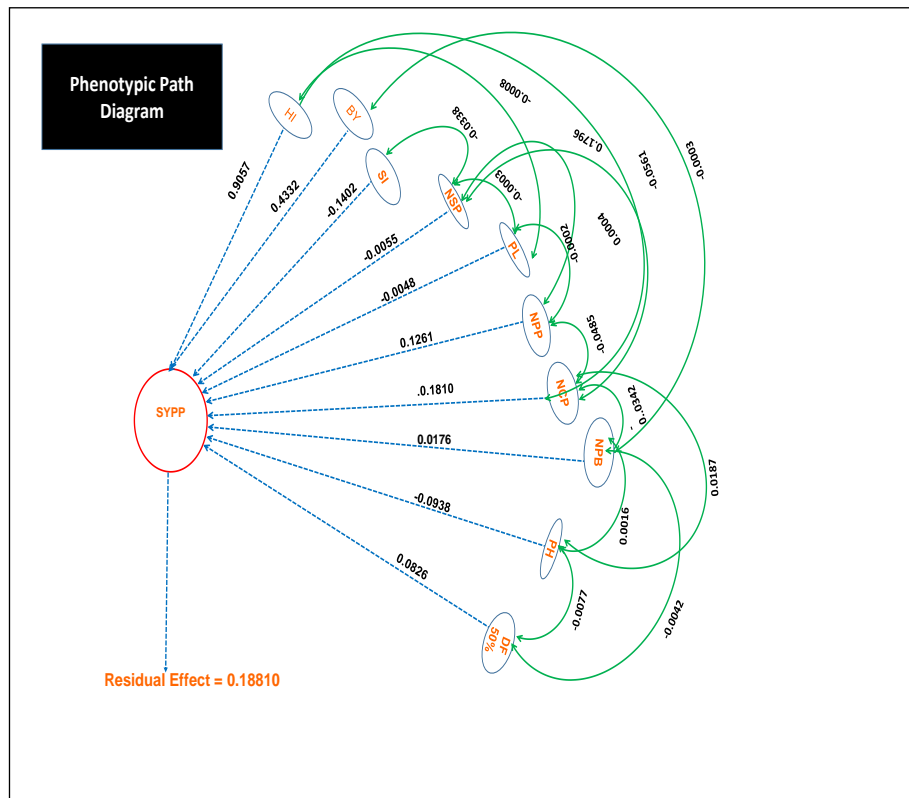 Phenotypic Path
Diagram
HI
BY
SI
NSP
PL
NPP
NCP
NPB
PH
DF
50%
SYPP
0.9057
0.4332
-0.1402
-0.0055
-0.0048
0.1261
.0.1810
0.0176
-0.0938
0.0826
-0.0338
-0.0008
-0.0003
0.1796
-0.0561
-0.0003
0.0004
-0.0002
-0.0485
0..0342
-
0.0187
0.0016
-0.0077
-0.0042
Residual Effect = 0.18810